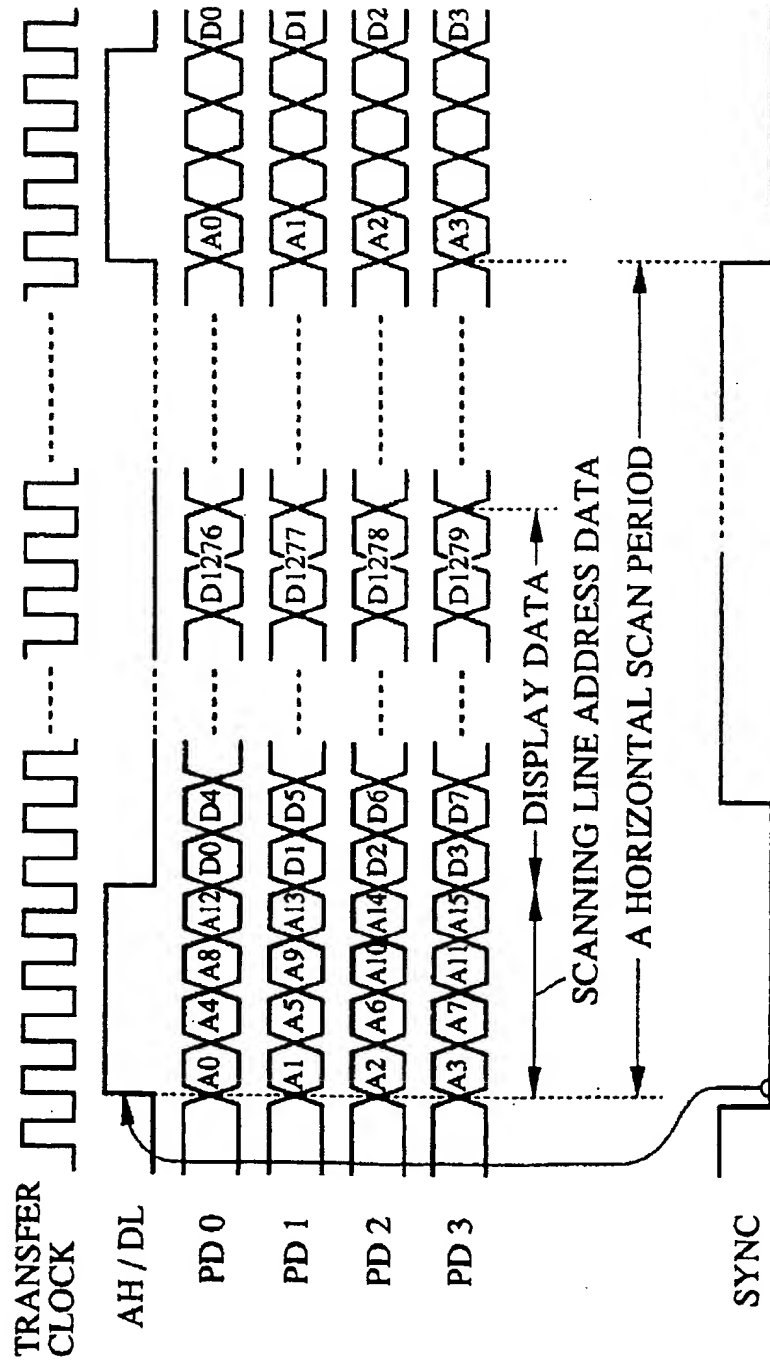 TRANSFER
CLOCK
AH / DL
PD 0 A0 A4 A8 A12 D0 D4 D1276 A0 D0
PD 1 A1 A5 A9 A13 D1 D5 D1277 A1 D1
PD 2 A2 A6 A10 A14 D2 D6 D1278 A2 D2
PD 3 A3 A7 A11 A15 D3 D7 D1279 A3 D3
DISPLAY DATA
SCANNING LINE ADDRESS DATA
A HORIZONTAL SCAN PERIOD
SYNC